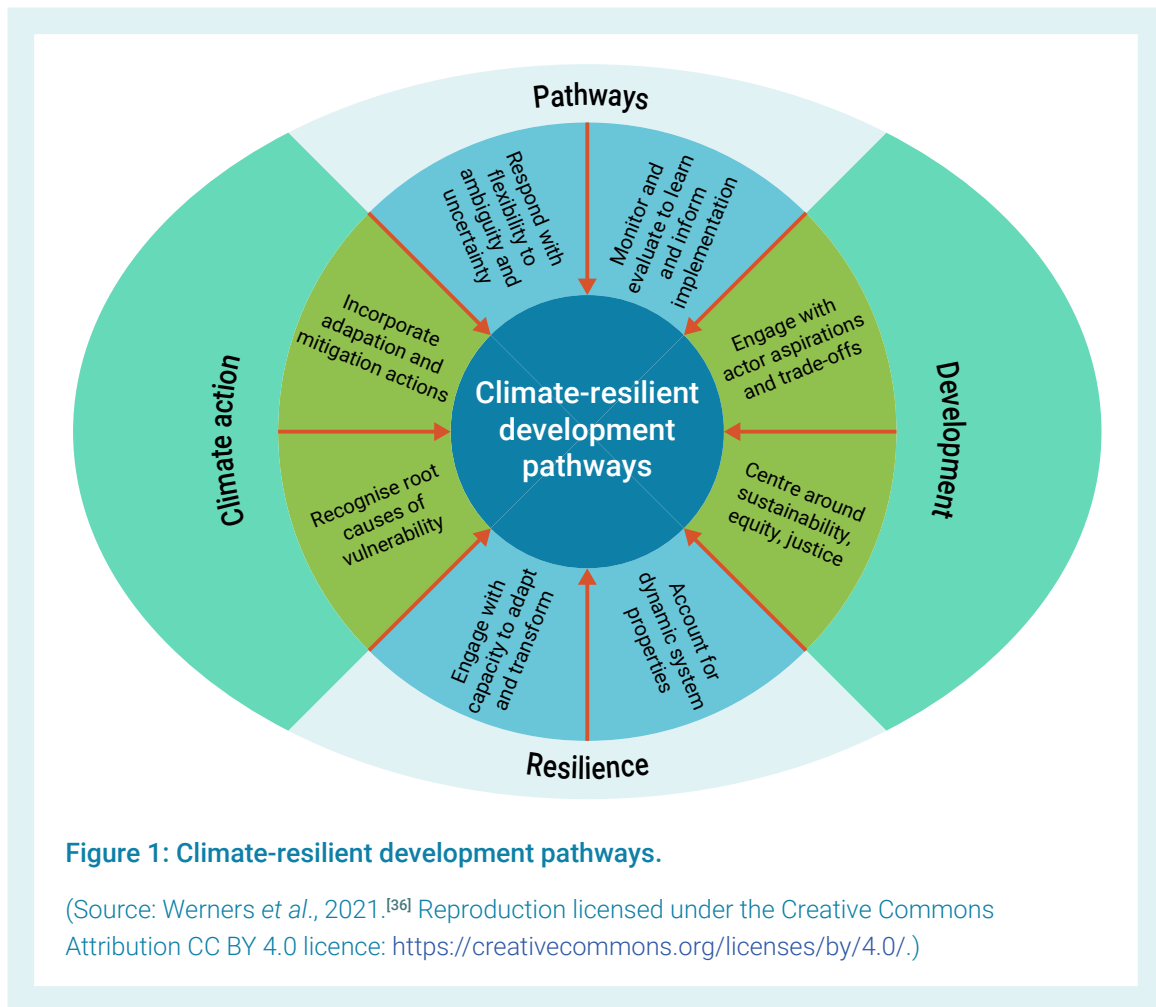 Pathways
Respond with
flexibility to
ambiguity and
uncertainty
Monitor and
evaluate to learn
and inform
implementation
Incorporate
adapation and
mitigation actions
Engage with
actor aspirations
and trade-offs
Climate action
Climate-resilient
development
pathways
Development
Recognise root
causes of
vulnerability
Centre around
sustainability,
equity, justice
Engage with
capacity to adapt
and transform
Account for
dynamic system
properties
Resilience
Figure 1: Climate-resilient development pathways.
(Source: Werners et al., 2021.[36] Reproduction licensed under the Creative Commons
Attribution CC BY 4.0 licence: https://creativecommons.org/licenses/by/4.0/.)